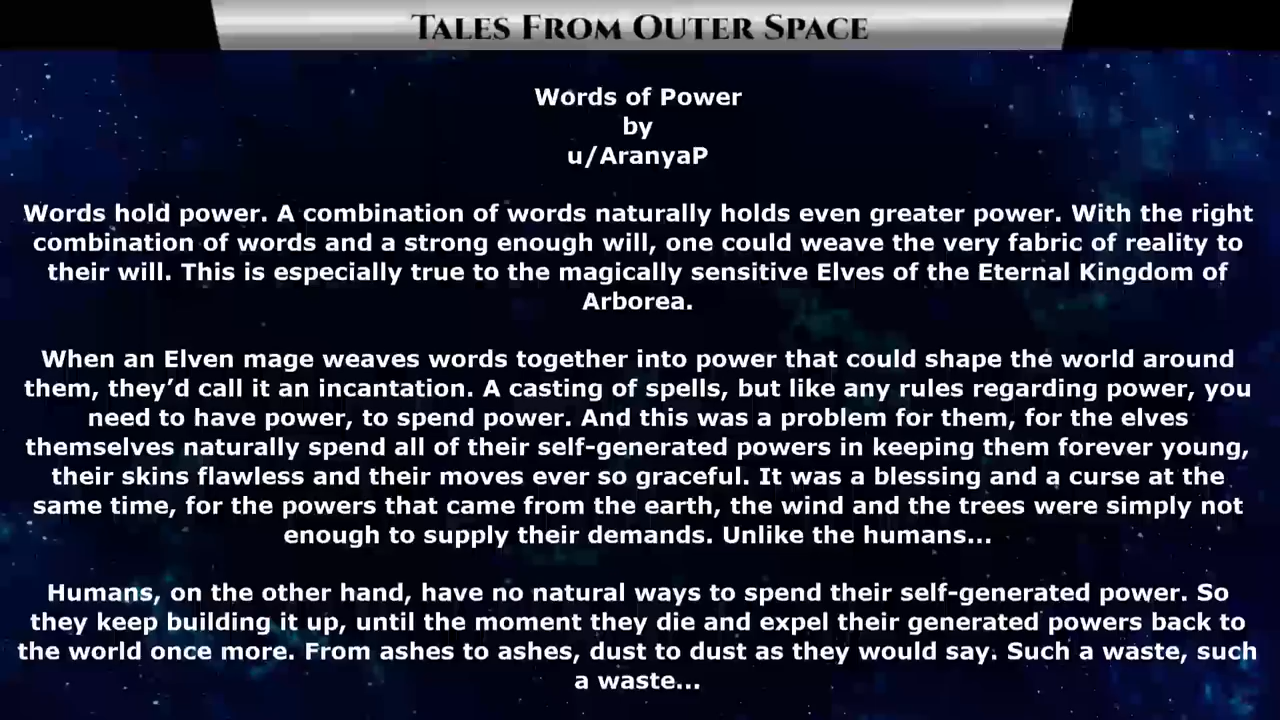 Tales From Outer Space
Words of Power
by
u/AranyaP
Words hold power. A combination of words naturally holds even greater power. With the right
combination of words and a strong enough will, one could weave the very fabric of reality to
their will. This is especially true to the magically sensitive Elves of the Eternal Kingdom of
Arborea.
When an Elven mage weaves words together into power that could shape the world around
them, they’d call it an incantation. A casting of spells, but like any rules regarding power, you
need to have power, to spend power. And this was a problem for them, for the elves
themselves naturally spend all of their self-generated powers in keeping them forever young,
their skins flawless and their moves ever so graceful. It was a blessing and a curse at the
same time, for the powers that came from the earth, the wind and the trees were simply not
enough to supply their demands. Unlike the humans...
Humans, on the other hand, have no natural ways to spend their self-generated power. So
they keep building it up, until the moment they die and expel their generated powers back to
the world once more. From ashes to ashes, dust to dust as they would say. Such a waste, such
a waste...